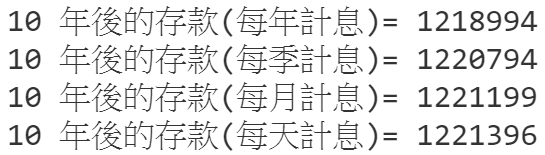 10 年後的存款(每年計息)= 1218994
10 年後的存款(每季計息)= 1220794
10 年後的存款(每月計息)= 1221199
10 年後的存款(每天計息)= 1221396